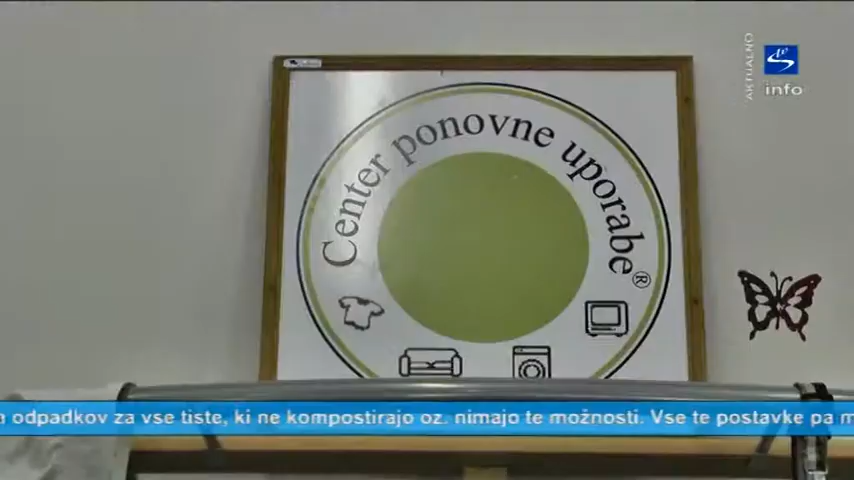 AKTUALNO
tv
S
info
Center ponovne uporabe®
odpadkov za vse tiste, ki ne kompostirajo oz. nimajo te možnosti. Vse te postavke pa